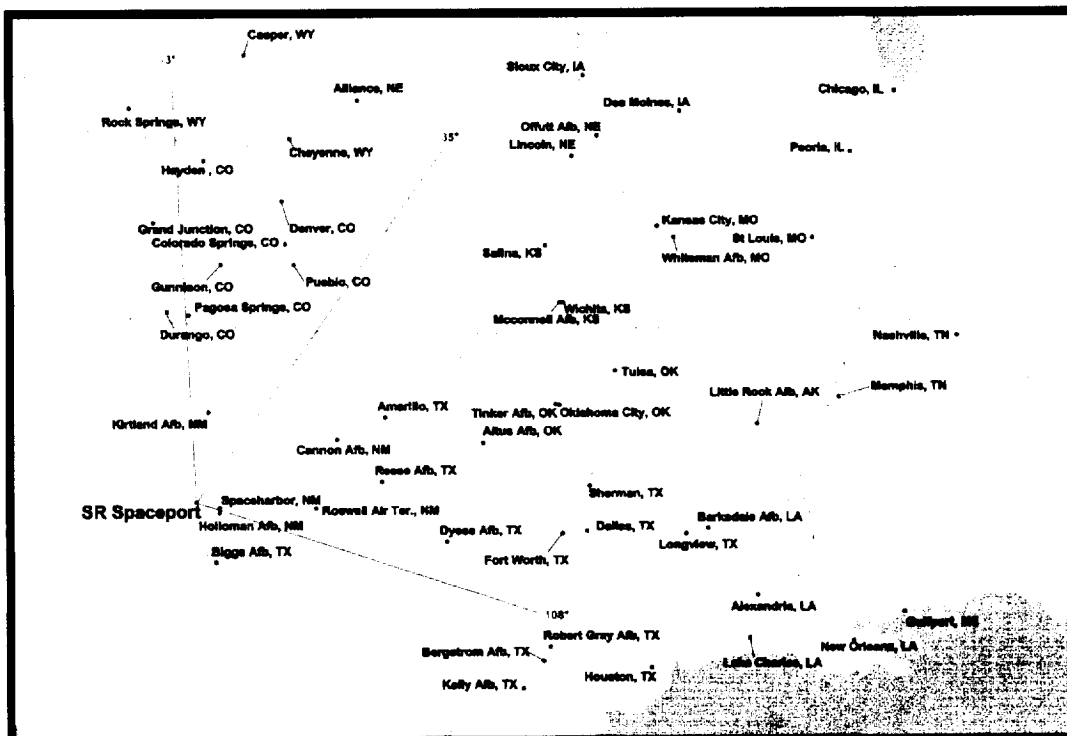 Casper, WY
3°
Sioux City, IA
Alliance, NE
Chicago, IL
Des Moines, IA
Rock Springs, WY
Offutt Afb, NE
35°
Lincoln, NE
Cheyenne, WY
Peoria, IL
Hayden , CO
Kansas City, MO
Grand Junction, CO
Denver, CO
St Louis, MO
Colorado Springs, CO
Salina, KS
Whiteman Afb, MO
Gunnison, CO
Pueblo, CO
Pagosa Springs, CO
Wichita, KS
Mcconnell Afb, KS
Durango, CO
Nashville, TN
Tulsa, OK
Little Rock Afb, AK
Memphis, TN
Amarillo, TX
Tinker Afb, OK
Oklahoma City, OK
Kirtland Afb, NM
Altus Afb, OK
Cannon Afb, NM
Reese Afb, TX
Sherman, TX
Spaceharbor, NM
SR Spaceport
Roswell Air Ter., NM
Holloman Afb, NM
Barksdale Afb, LA
Dyess Afb, TX
Dallas, TX
Longview, TX
Biggs Afb, TX
Fort Worth, TX
Alexandria, LA
108°
Gulfport, MS
Robert Gray Afb, TX
New Orleans, LA
Bergstrom Afb, TX
Lake Charles, LA
Houston, TX
Kelly Afb, TX